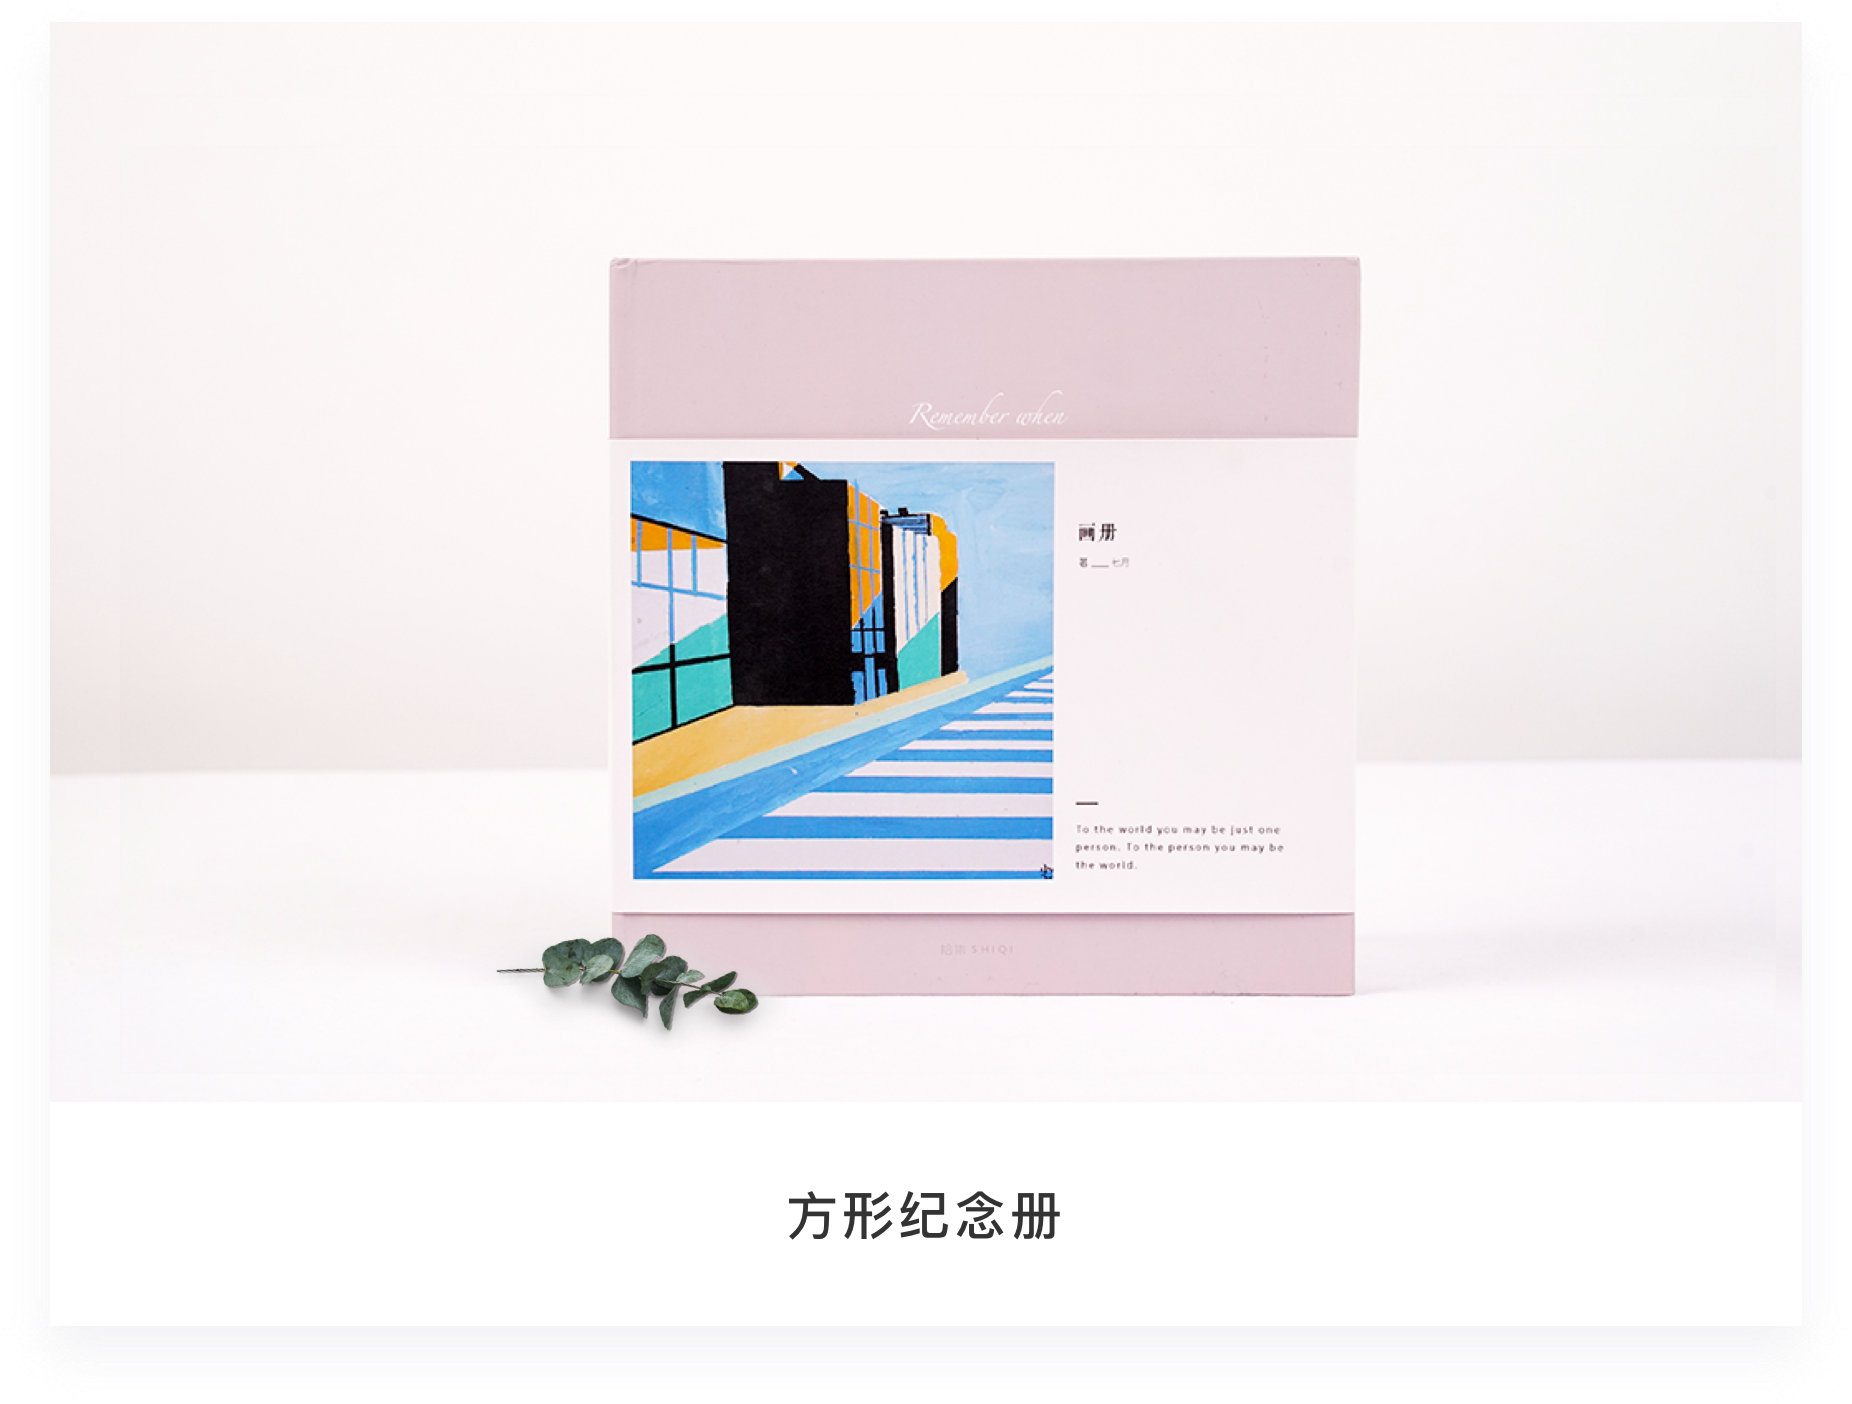 Remember when
画册
著 ___ 七月
To the world you may be just one
person. To the person you may be
the world.
SHIQI
方形纪念册